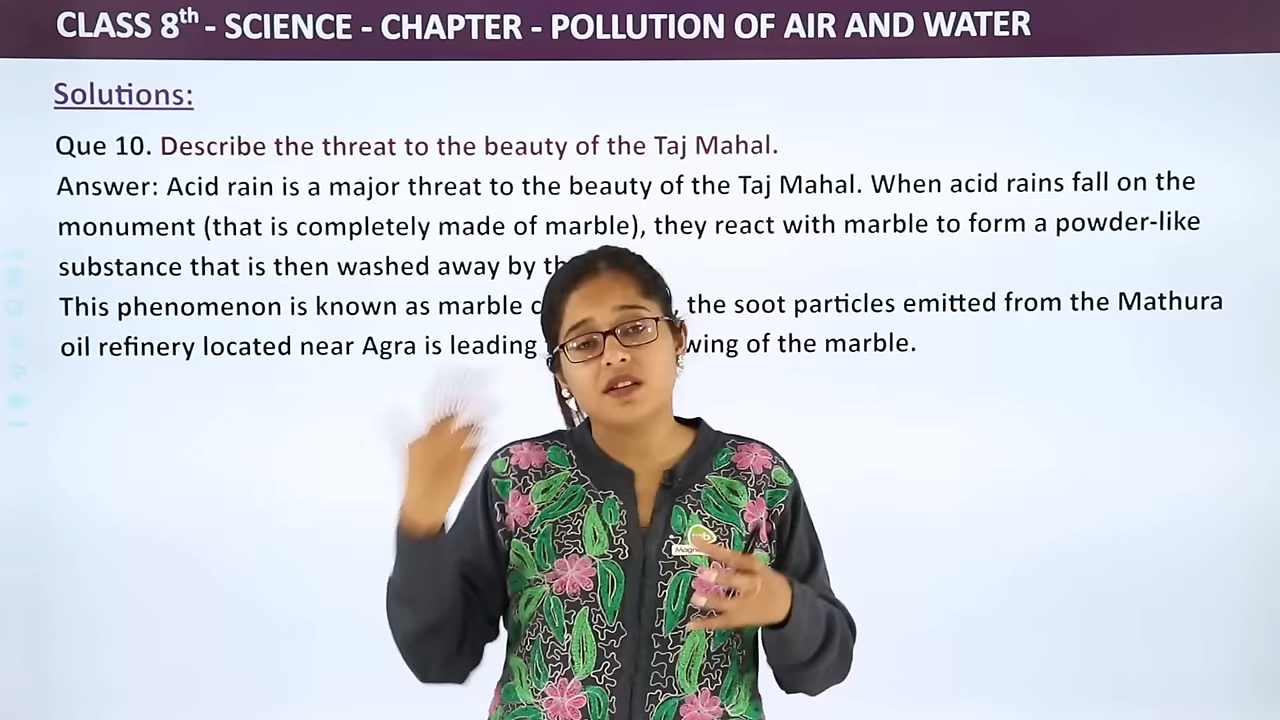 CLASS 8th - SCIENCE - CHAPTER - POLLUTION OF AIR AND WATER
Solutions:
Que 10. Describe the threat to the beauty of the Taj Mahal.
Answer: Acid rain is a major threat to the beauty of the Taj Mahal. When acid rains fall on the
monument (that is completely made of marble), they react with marble to form a powder-like
substance that is then washed away by
This phenomenon is known as marble the soot particles emitted from the Mathura
oil refinery located near Agra is leading of the marble.